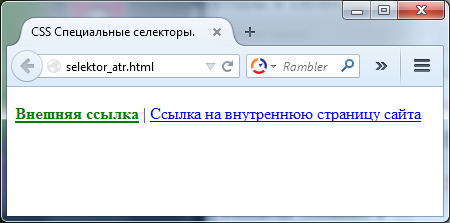 CSS Специальные селекторы.
selektor_atr.html
Rambler
Внешняя ссылка | Ссылка на внутреннюю страницу сайта